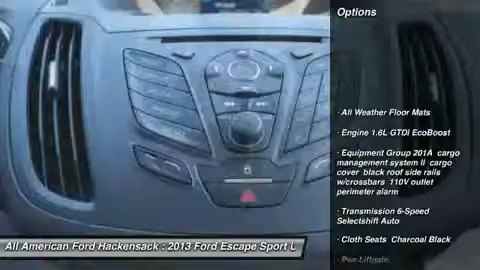 Options
· All Weather Floor Mats
· Engine 1.6L GTDI EcoBoost
· Equipment Group 201A cargo
management system II cargo
cover black roof side rails
w/crossbars 110V outlet
perimeter alarm
· Transmission 6-Speed
Selectshift Auto
· Cloth Seats Charcoal Black
· Pwr Liftgate
All American Ford Hackensack : 2013 Ford Escape Sport U